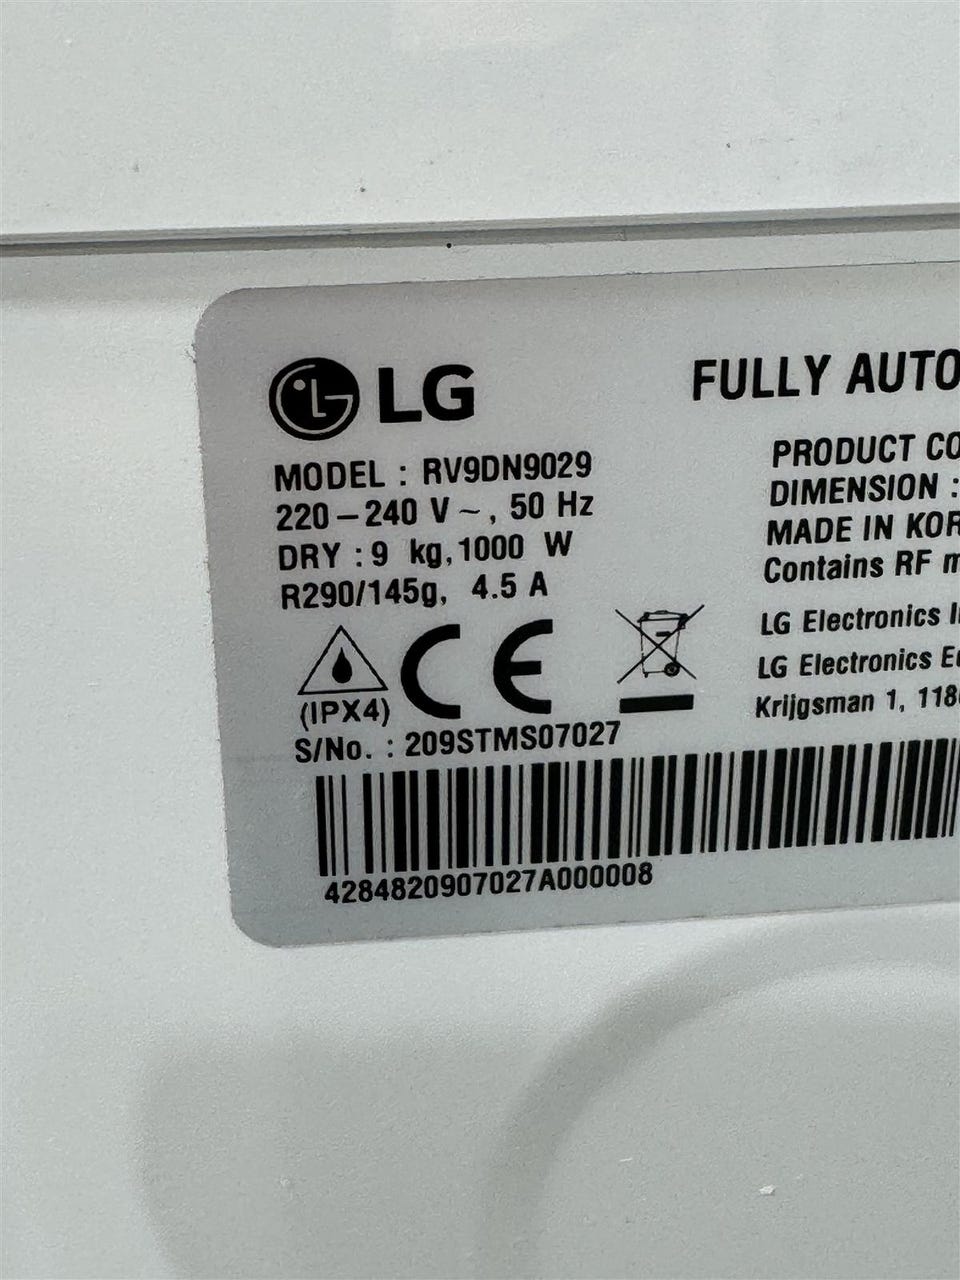 LG
FULLY AUTO
MODEL : RV9DN9029
220 – 240 V ~, 50 Hz
DRY : 9 kg, 1000 W
R290/145g, 4.5 A
(IPX4)
CE
S/No. : 209STMS07027
4284820907027A000008
PRODUCT CO
DIMENSION :
MADE IN KOR
Contains RF m
LG Electronics I
LG Electronics E
Krijgsman 1, 118